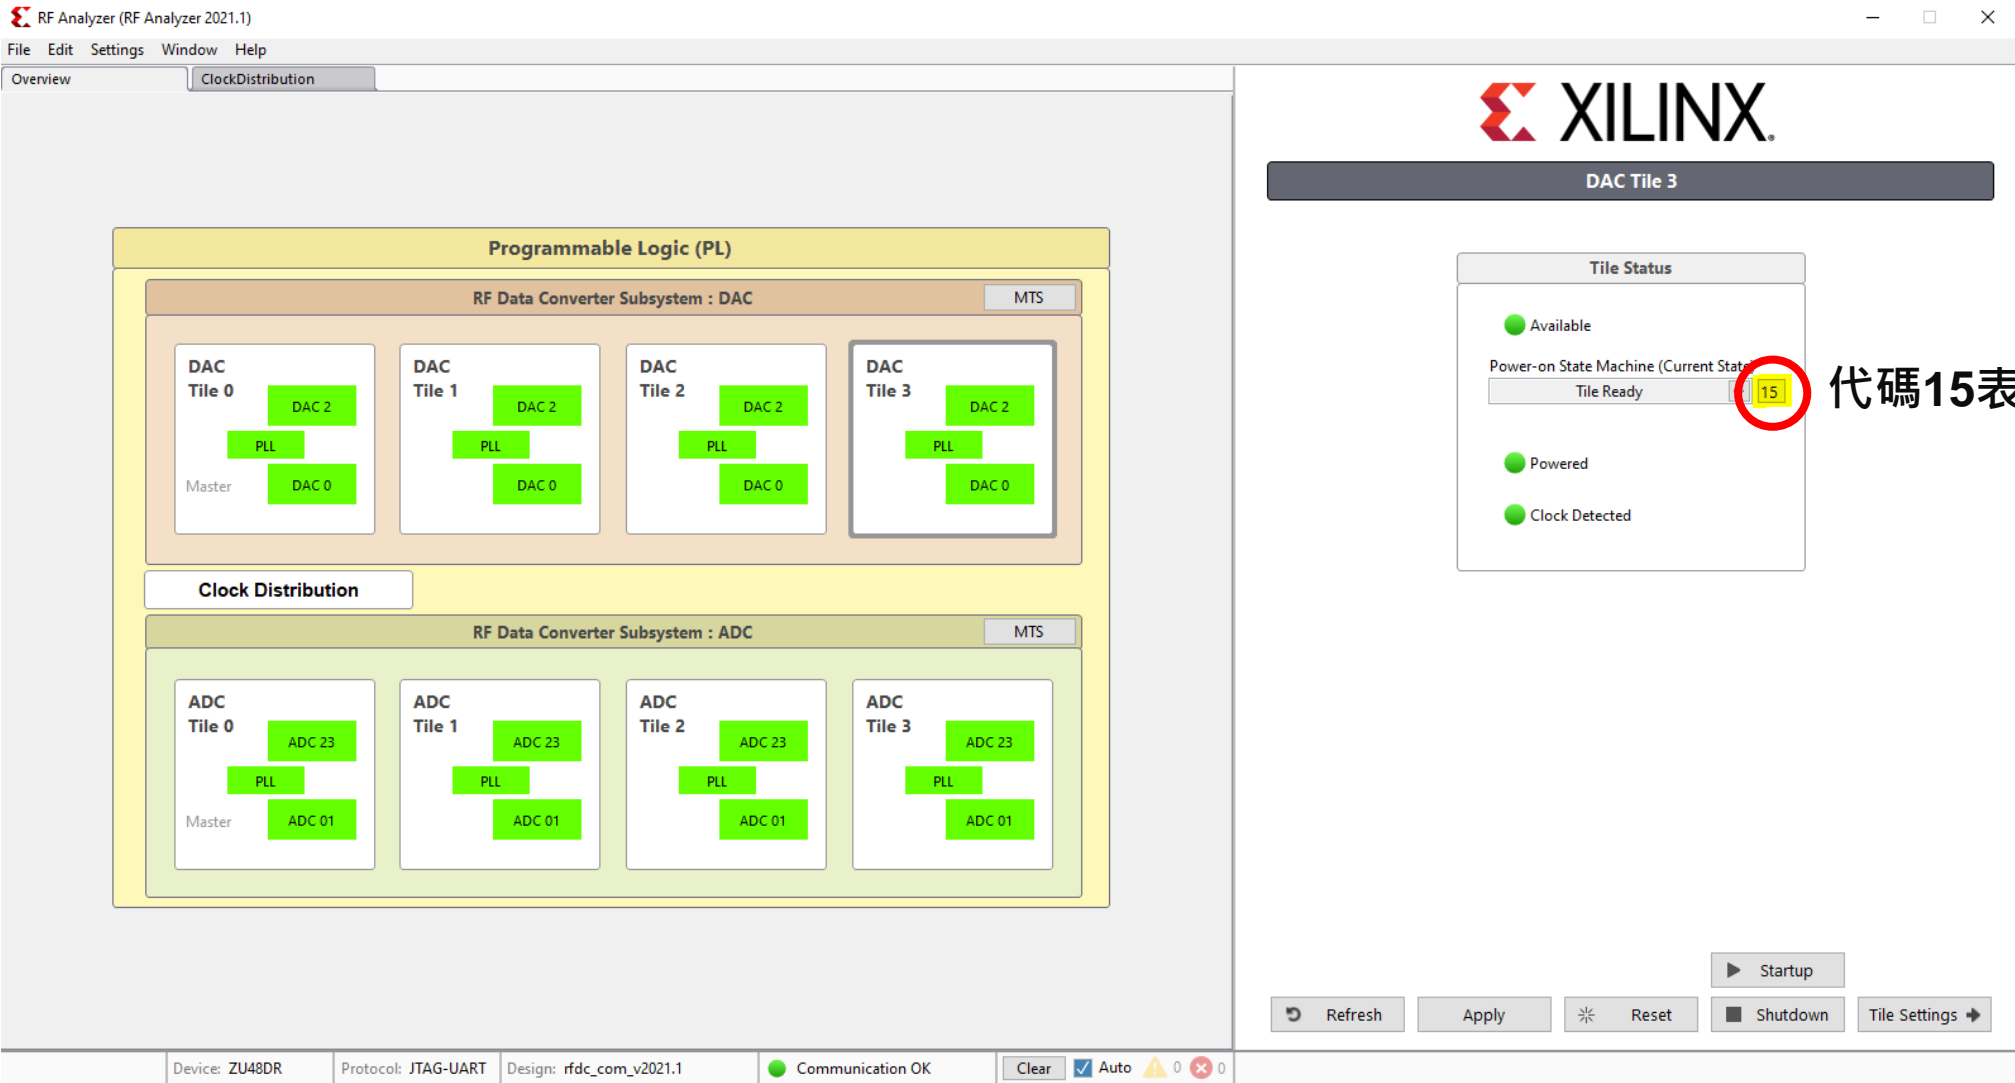 RF Analyzer (RF Analyzer 2021.1)
File Edit Settings Window Help
Overview ClockDistribution
XILINX.
DAC Tile 3
Programmable Logic (PL)
RF Data Converter Subsystem : DAC MTS
DAC
Tile 0
DAC 2
PLL
Master
DAC 0
DAC
Tile 1
DAC 2
PLL
DAC 0
DAC
Tile 2
DAC 2
PLL
DAC 0
DAC
Tile 3
DAC 2
PLL
DAC 0
Clock Distribution
RF Data Converter Subsystem : ADC MTS
ADC
Tile 0
ADC 23
PLL
Master
ADC 01
ADC
Tile 1
ADC 23
PLL
ADC 01
ADC
Tile 2
ADC 23
PLL
ADC 01
ADC
Tile 3
ADC 23
PLL
ADC 01
Tile Status
Available
Power-on State Machine (Current State)
Tile Ready 15
代碼15表
Powered
Clock Detected
Startup
Refresh Apply Reset Shutdown Tile Settings
Device: ZU48DR Protocol: JTAG-UART Design: rfdc_com_v2021.1 Communication OK Clear Auto 0 0